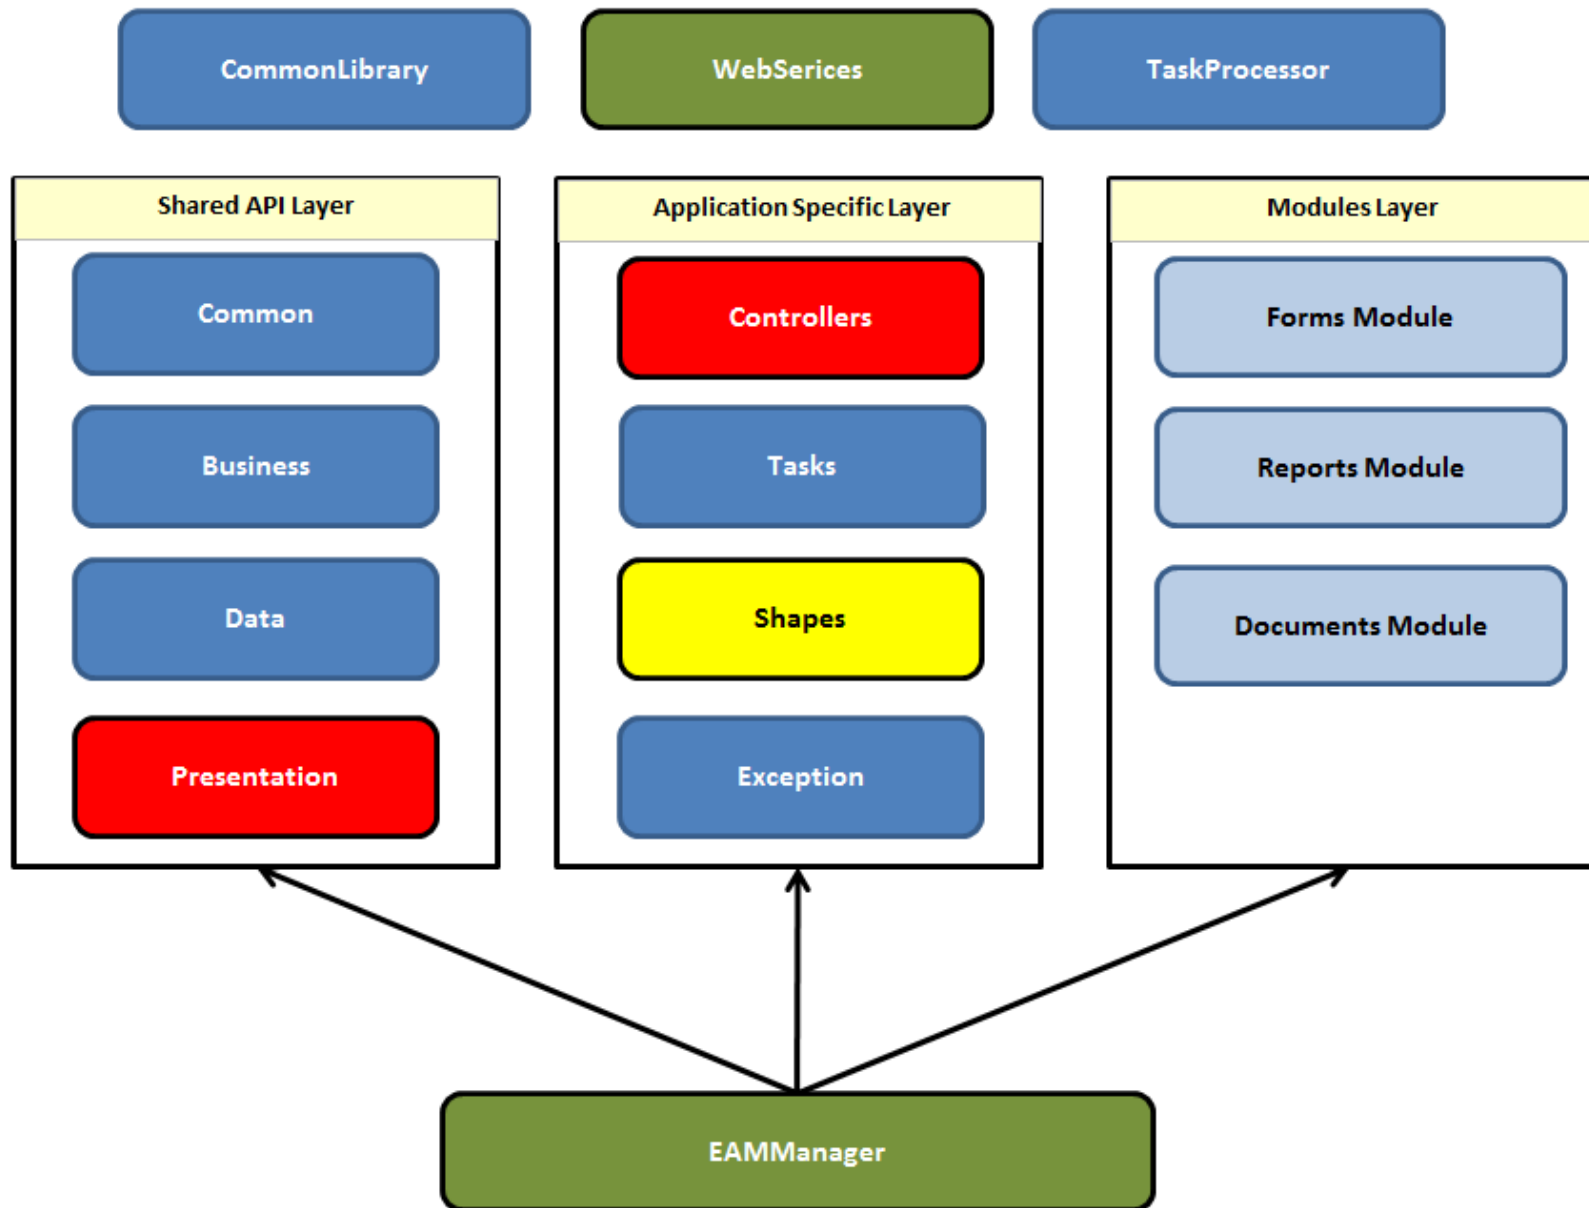 CommonLibrary
WebSerices
TaskProcessor
Shared API Layer
Common
Business
Data
Presentation
Application Specific Layer
Controllers
Tasks
Shapes
Exception
Modules Layer
Forms Module
Reports Module
Documents Module
EAMManager